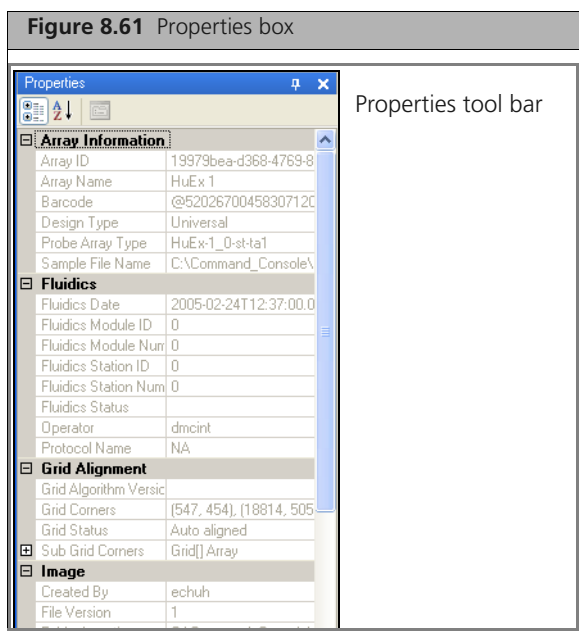 Figure 8.61 Properties box
Properties
Properties tool bar
Array Information
Array ID 19979bea-d368-4769-8
Array Name HuEx 1
Barcode @52026700458307120
Design Type Universal
Probe Array Type HuEx-1_0-st-ta1
Sample File Name C:\Command_Console\
Fluidics
Fluidics Date 2005-02-24T12:37:00.0
Fluidics Module ID 0
Fluidics Module Num 0
Fluidics Station ID 0
Fluidics Station Num 0
Fluidics Status
Operator dmcint
Protocol Name NA
Grid Alignment
Grid Algorithm Versic
Grid Corners (547, 454), (18814, 505
Grid Status Auto aligned
Sub Grid Corners Grid[] Array
Image
Created By echuh
File Version 1